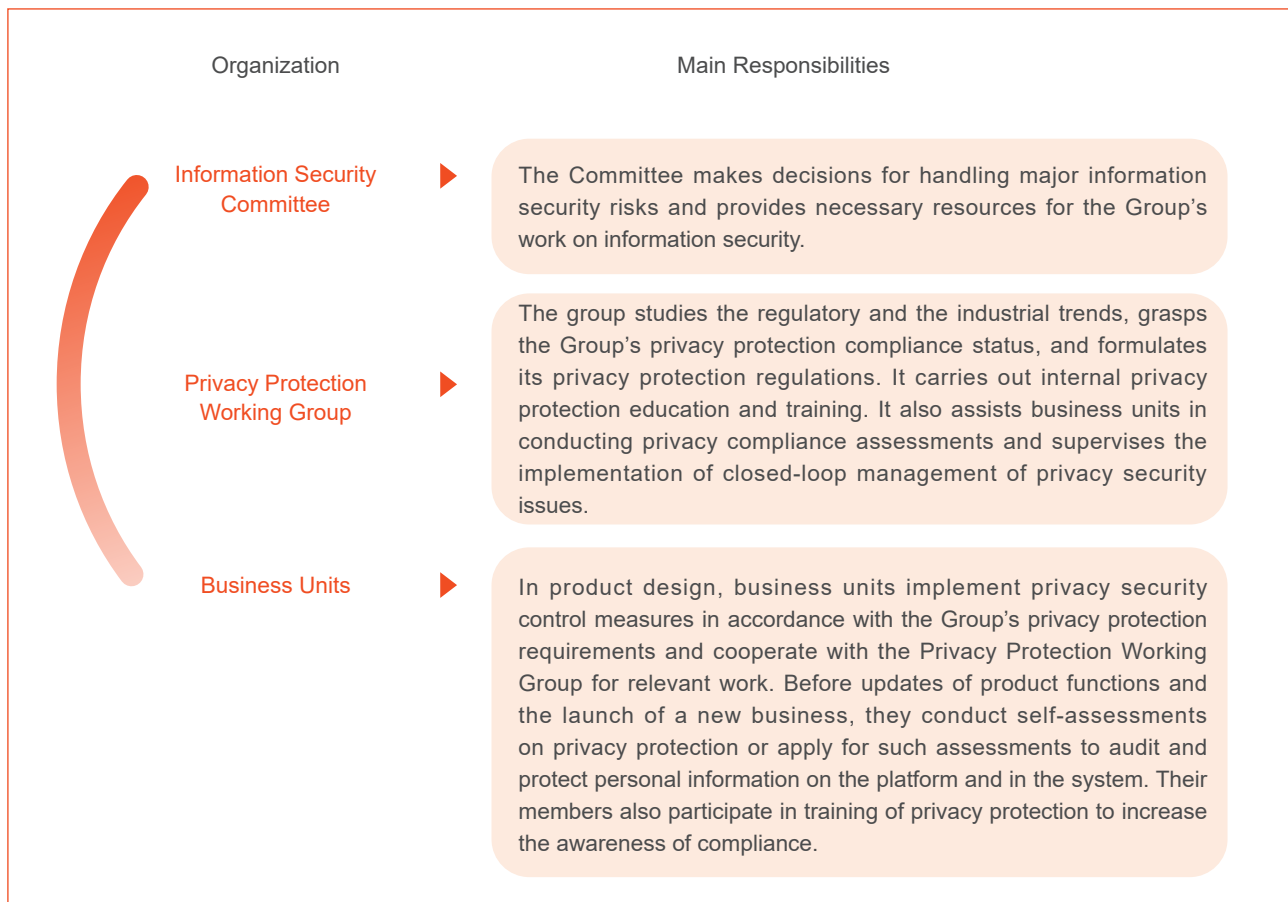 Organization
Main Responsibilities
Information Security
Committee
The Committee makes decisions for handling major information
security risks and provides necessary resources for the Group’s
work on information security.
Privacy Protection
Working Group
The group studies the regulatory and the industrial trends, grasps
the Group’s privacy protection compliance status, and formulates
its privacy protection regulations. It carries out internal privacy
protection education and training. It also assists business units in
conducting privacy compliance assessments and supervises the
implementation of closed-loop management of privacy security
issues.
Business Units
In product design, business units implement privacy security
control measures in accordance with the Group’s privacy protection
requirements and cooperate with the Privacy Protection Working
Group for relevant work. Before updates of product functions and
the launch of a new business, they conduct self-assessments
on privacy protection or apply for such assessments to audit and
protect personal information on the platform and in the system. Their
members also participate in training of privacy protection to increase
the awareness of compliance.